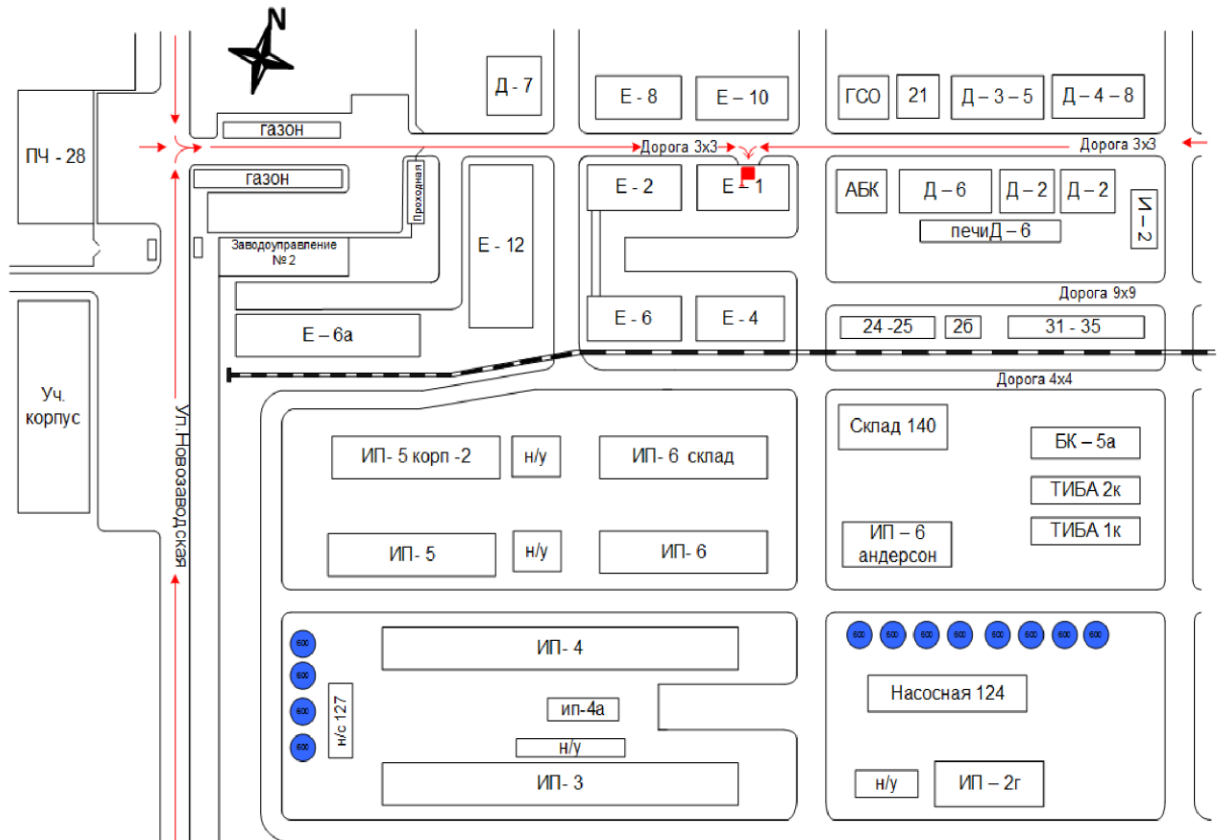 N
Д - 7
Е - 8
Е – 10
ГСО
21
Д – 3 – 5
Д – 4 – 8
газон
ПЧ - 28
Дорога 3х3
Дорога 3х3
газон
Проходная
Е - 2
Е – 1
АБК
Д – 6
Д – 2
Д – 2
И – 2
печиД – 6
Заводоуправление
№ 2
Е - 12
Дорога 9х9
Е – 6а
Е - 6
Е - 4
24 -25
26
31 - 35
Дорога 4х4
Уч.
корпус
Ул.Новозаводская
ИП- 5 корп -2
н/у
ИП- 6 склад
Склад 140
БК – 5а
ТИБА 2к
ИП- 5
н/у
ИП- 6
ИП – 6
андерсон
ТИБА 1к
600
600
600
600
н/с 127
ИП- 4
ип-4а
н/у
ИП- 3
600
600
600
600
600
600
600
600
Насосная 124
н/у
ИП – 2г